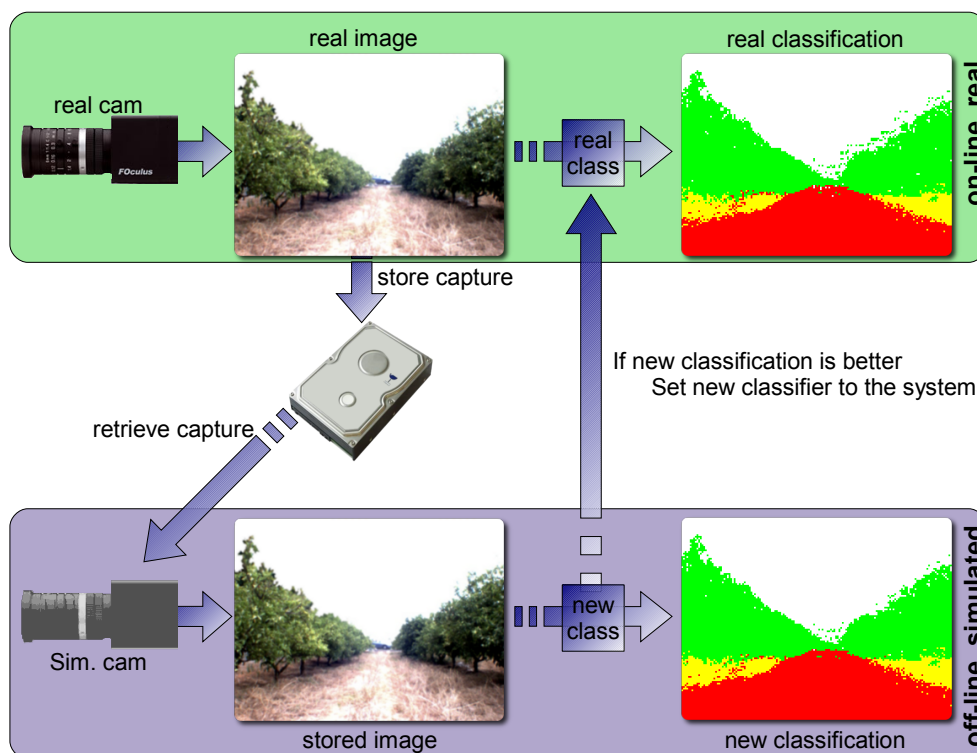 real image
real classification
real cam
FOculus
real
class
on-line, real
store capture
If new classification is better
Set new classifier to the system
retrieve capture
Sim. cam
new
class
stored image
new classification
off-line, simulated